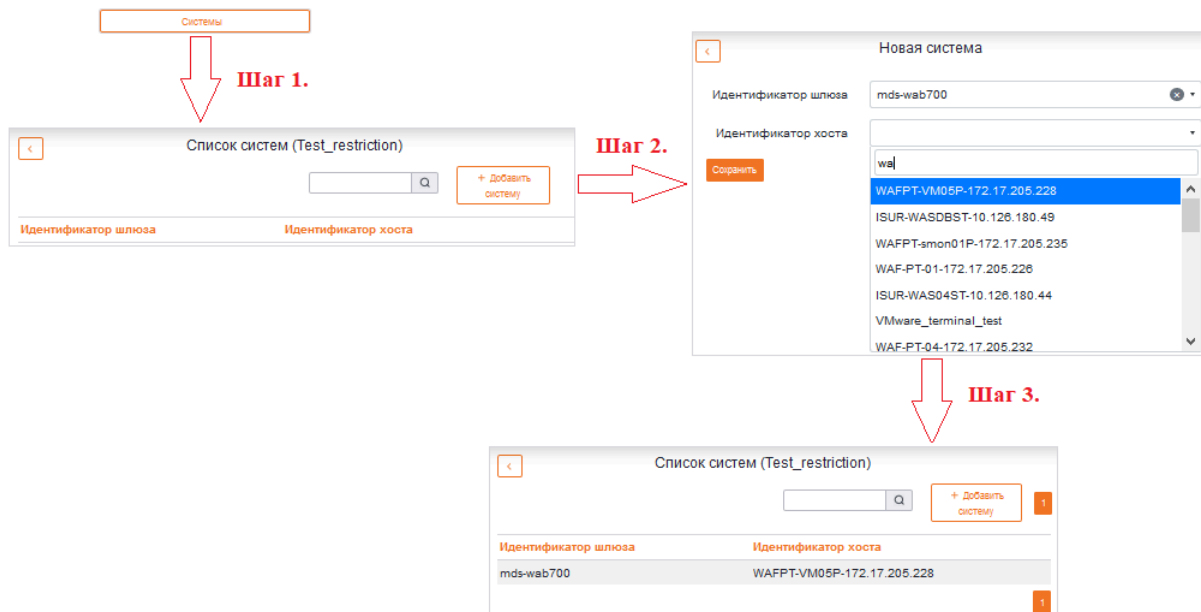 Системы
Шаг 1.
Список систем (Test_restriction)
+ Добавить
систему
Идентификатор шлюза Идентификатор хоста
Шаг 2.
Новая система
Идентификатор шлюза mds-wab700
Идентификатор хоста
wa
Сохранить
WAFPT-VM05P-172.17.205.228
ISUR-WASDBST-10.126.180.49
WAFPT-smon01P-172.17.205.235
WAF-PT-01-172.17.205.226
ISUR-WAS04ST-10.126.180.44
VMware_terminal_test
WAF-PT-04-172.17.205.232
Шаг 3.
Список систем (Test_restriction)
+ Добавить
систему
1
Идентификатор шлюза Идентификатор хоста
mds-wab700 WAFPT-VM05P-172.17.205.228
1